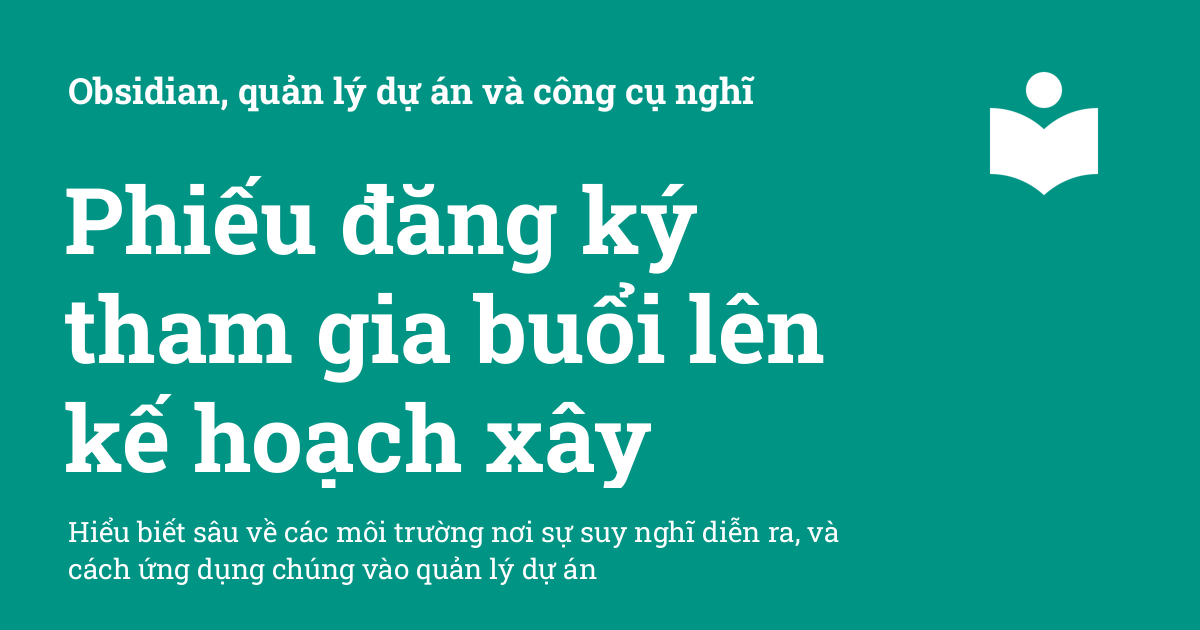 Obsidian, quản lý dự án và công cụ nghĩ
Phiếu đăng ký
tham gia buổi lên
kế hoạch xây
Hiểu biết sâu về các môi trường nơi sự suy nghĩ diễn ra, và
cách ứng dụng chúng vào quản lý dự án